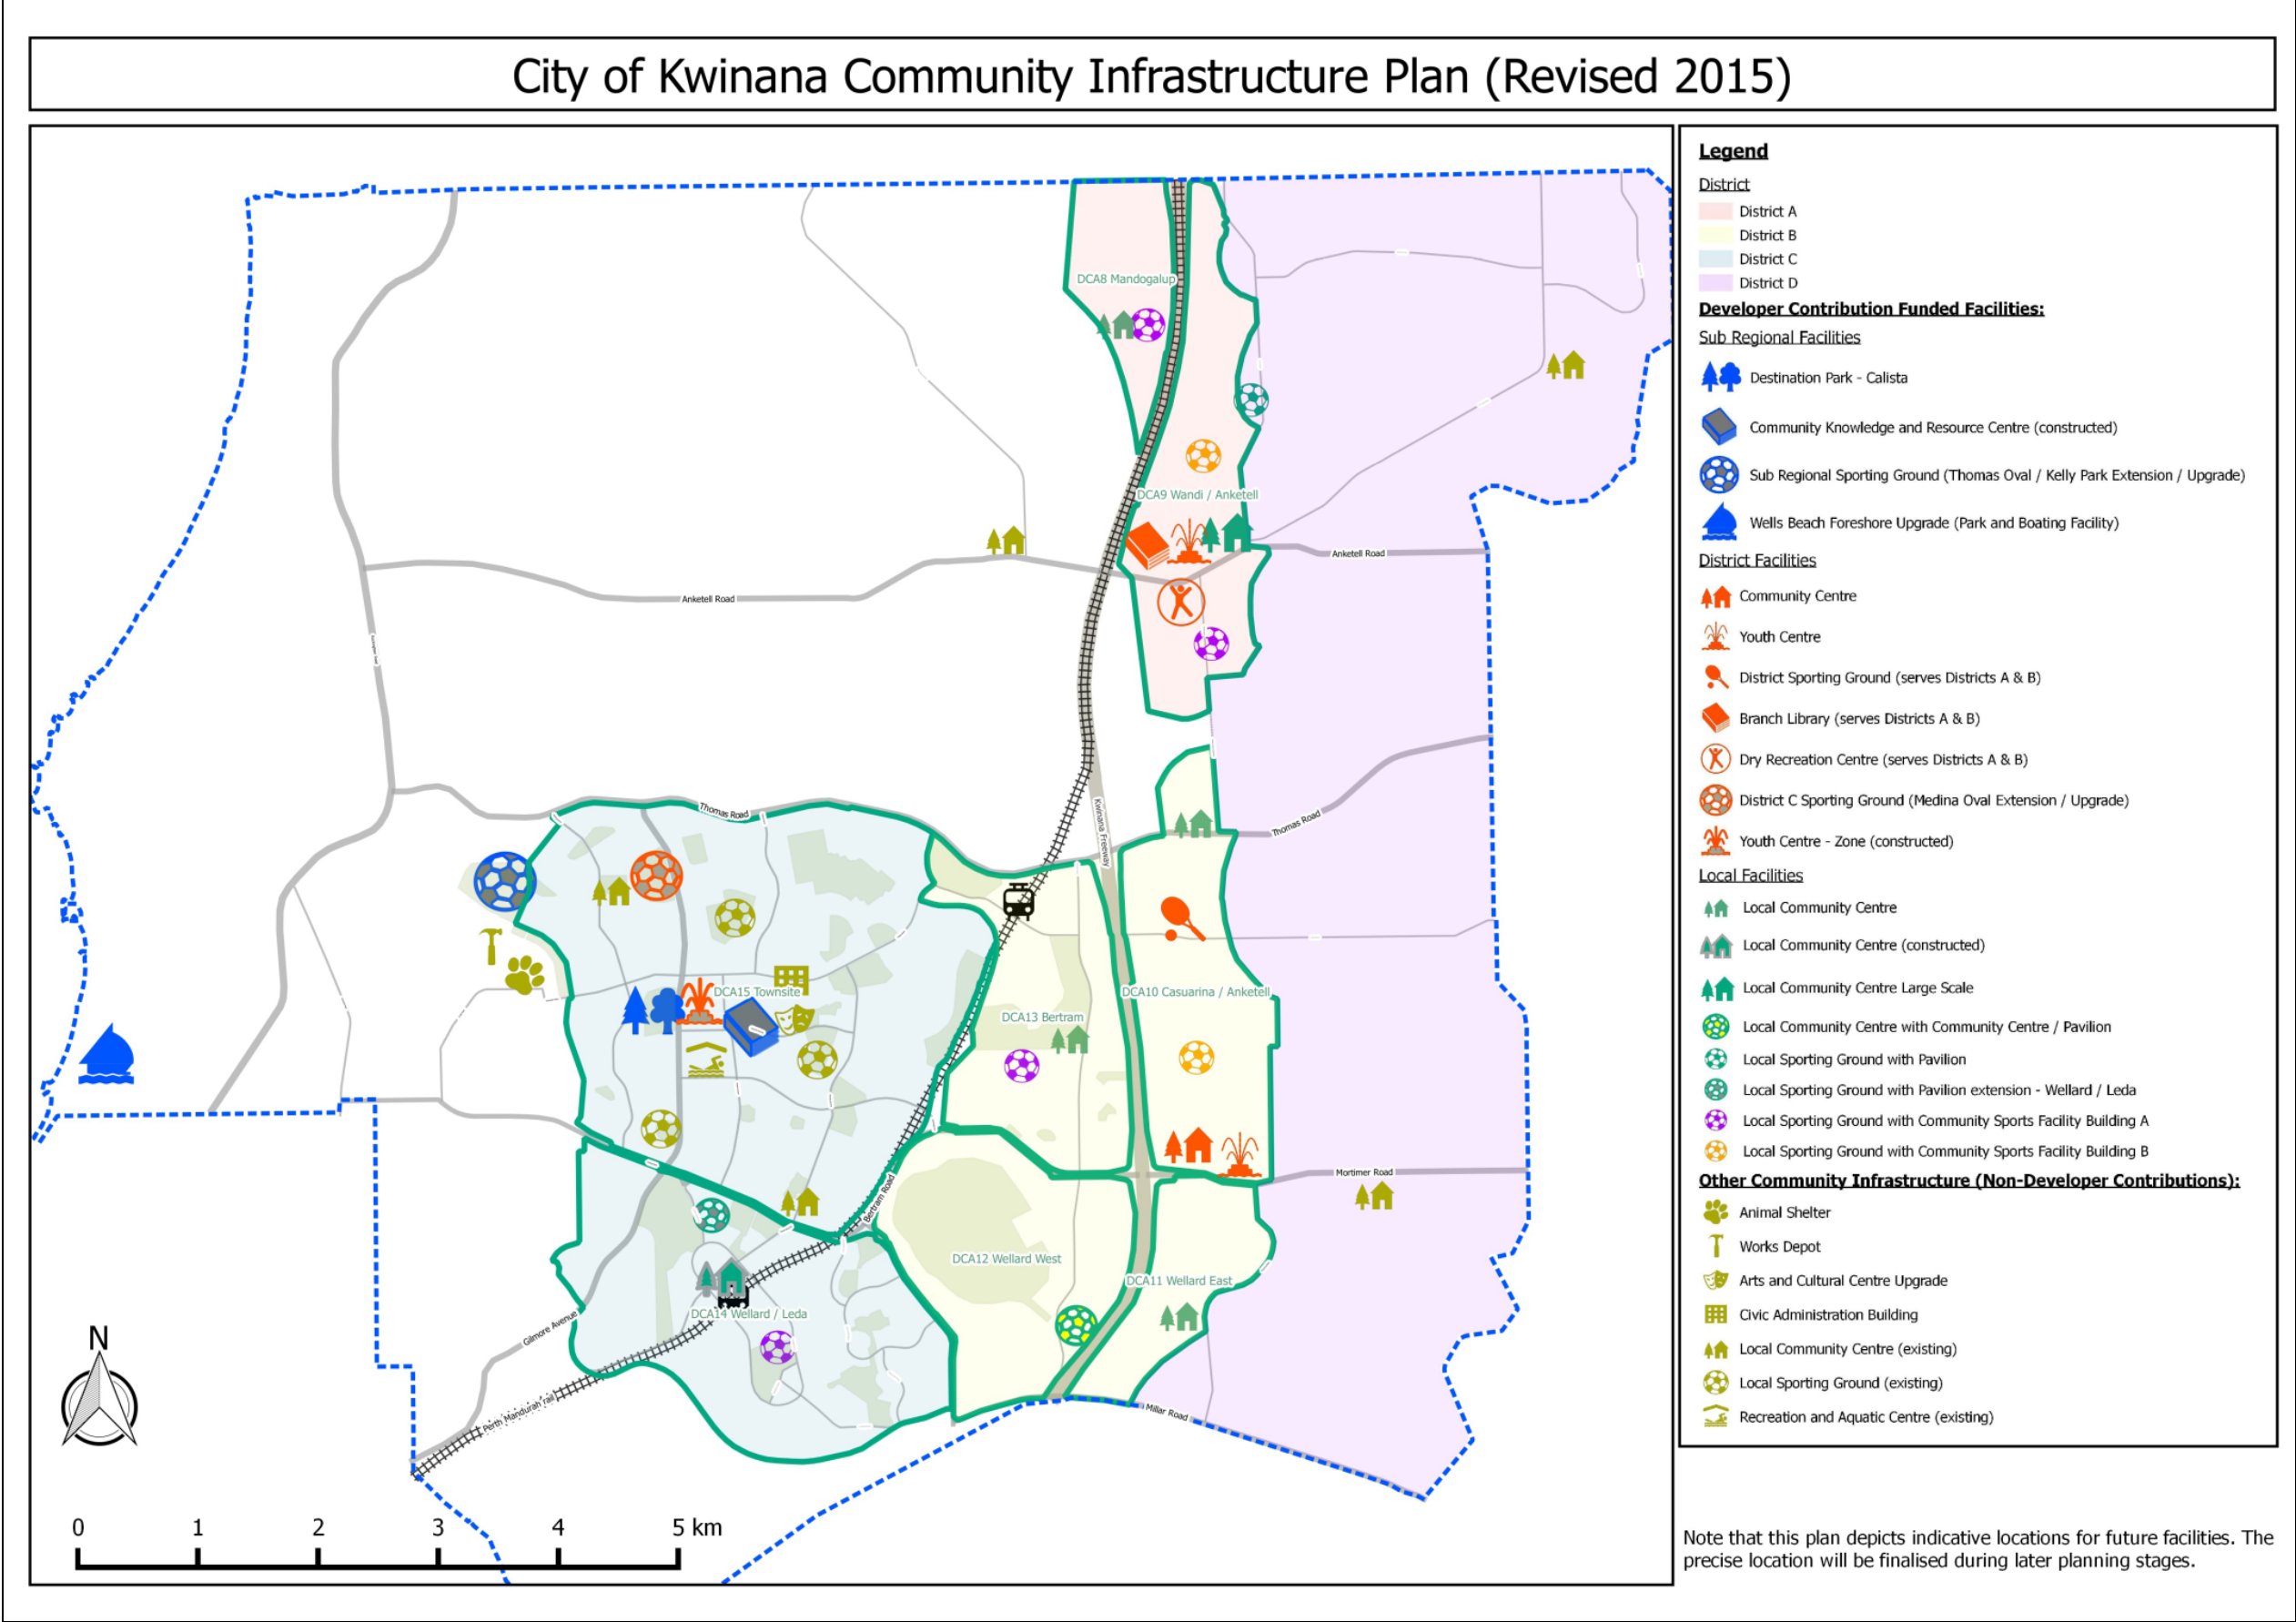 City of Kwinana Community Infrastructure Plan (Revised 2015)
DCA8 Mandogalup
DCA9 Wandi / Anketell
Anketell Road
Anketell Road
Kwinana Freeway
Thomas Road
Thomas Road
DCA15 Townsite
DCA10 Casuarina / Anketell
DCA13 Bertram
Mortimer Road
Bertram Road
DCA12 Wellard West
DCA11 Wellard East
DCA14 Wellard / Leda
Gilmore Avenue
Perth Mandurah rail
Millar Road
N
0 1 2 3 4 5 km
Legend
District
District A
District B
District C
District D
Developer Contribution Funded Facilities:
Sub Regional Facilities
Destination Park - Calista
Community Knowledge and Resource Centre (constructed)
Sub Regional Sporting Ground (Thomas Oval / Kelly Park Extension / Upgrade)
Wells Beach Foreshore Upgrade (Park and Boating Facility)
District Facilities
Community Centre
Youth Centre
District Sporting Ground (serves Districts A & B)
Branch Library (serves Districts A & B)
Dry Recreation Centre (serves Districts A & B)
District C Sporting Ground (Medina Oval Extension / Upgrade)
Youth Centre - Zone (constructed)
Local Facilities
Local Community Centre
Local Community Centre (constructed)
Local Community Centre Large Scale
Local Community Centre with Community Centre / Pavilion
Local Sporting Ground with Pavilion
Local Sporting Ground with Pavilion extension - Wellard / Leda
Local Sporting Ground with Community Sports Facility Building A
Local Sporting Ground with Community Sports Facility Building B
Other Community Infrastructure (Non-Developer Contributions):
Animal Shelter
Works Depot
Arts and Cultural Centre Upgrade
Civic Administration Building
Local Community Centre (existing)
Local Sporting Ground (existing)
Recreation and Aquatic Centre (existing)
Note that this plan depicts indicative locations for future facilities. The
precise location will be finalised during later planning stages.